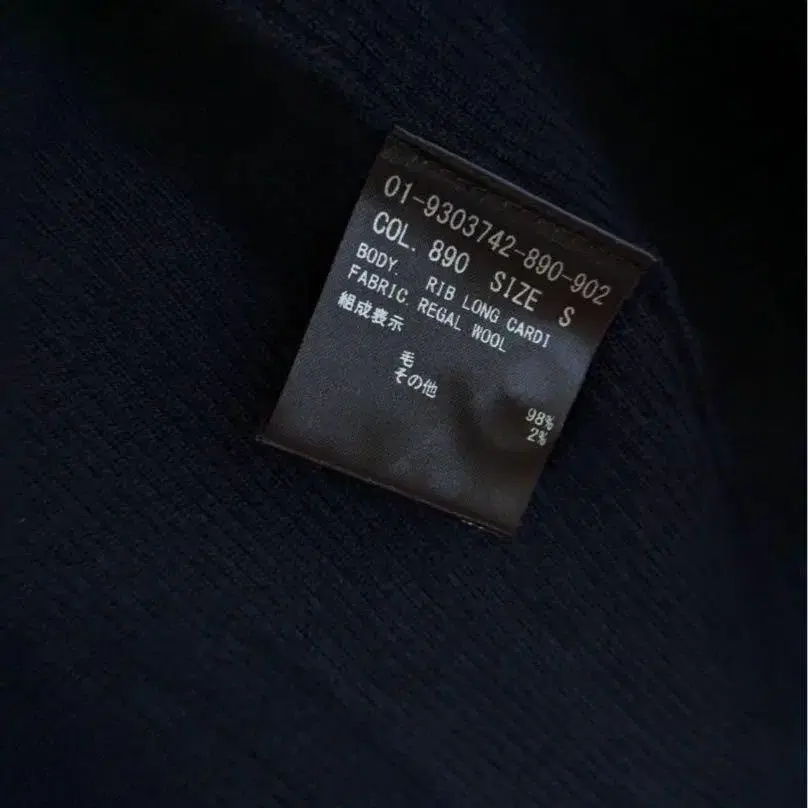 01-9303742-890-902
COL. 890 SIZE S
BODY. RIB LONG CARDI
FABRIC. REGAL WOOL
組成表示
毛 98%
その他 2%